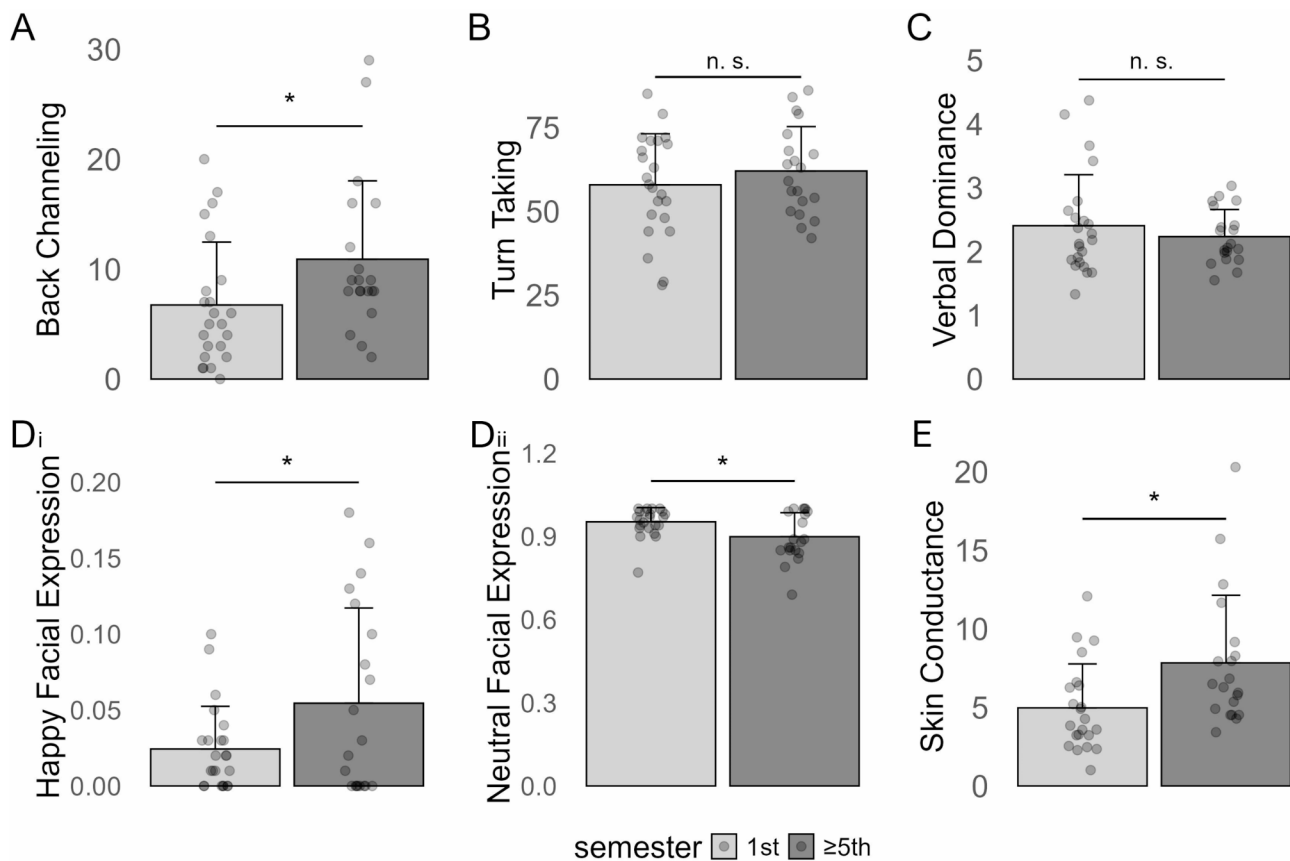 A
Back Channeling
30
20
10
0
*
B
Turn Taking
75
50
25
0
n. s.
C
Verbal Dominance
5
4
3
2
1
0
n. s.
Di
Happy Facial Expression
0.20
0.15
0.10
0.05
0.00
*
Dii
Neutral Facial Expression
1.2
0.9
0.6
0.3
0.0
*
E
Skin Conductance
20
15
10
5
0
*
semester 1st ≥5th